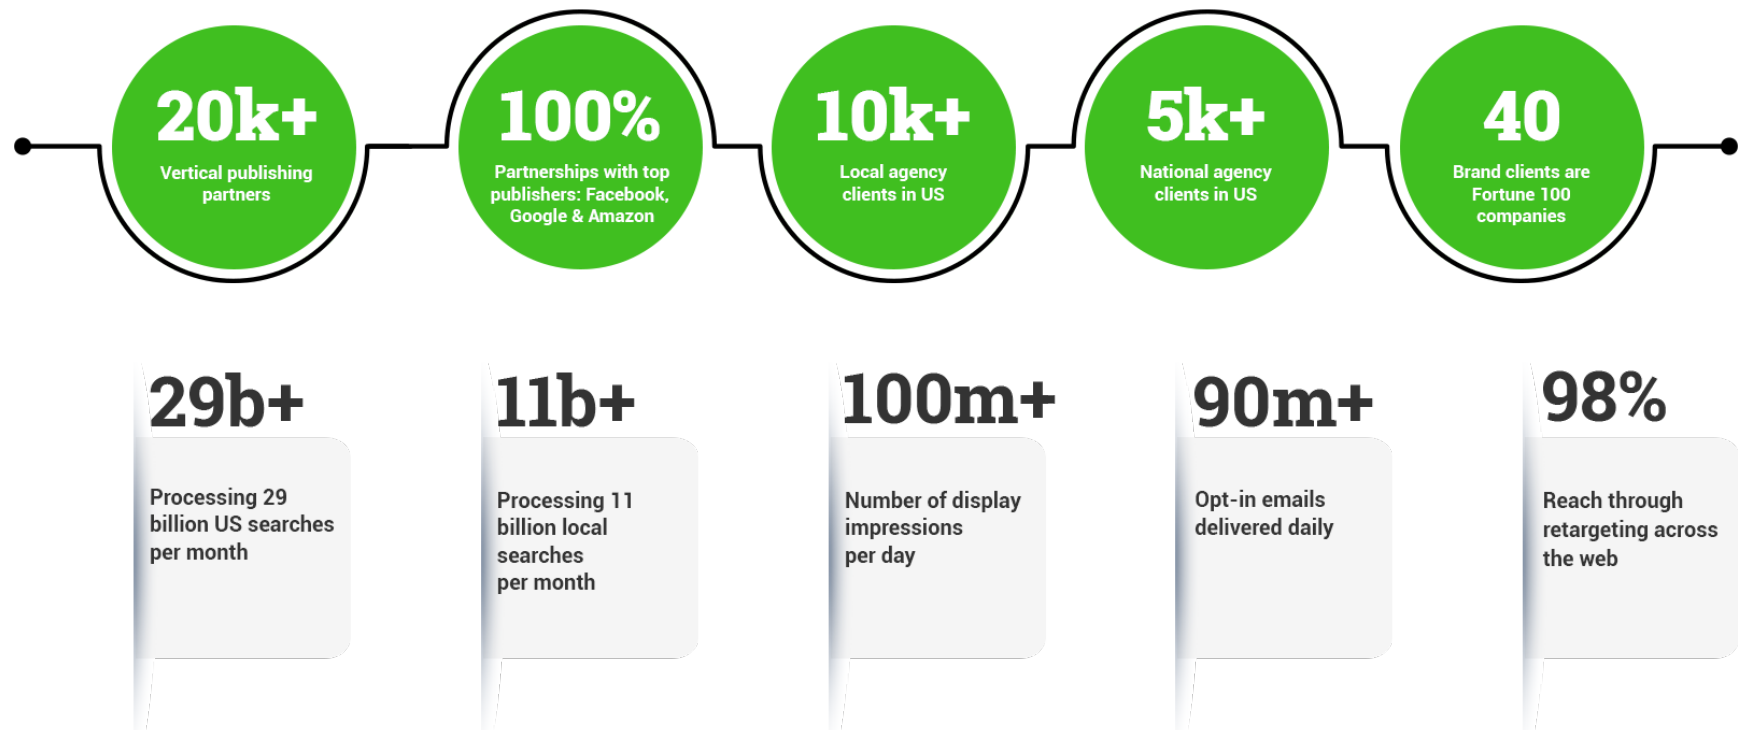 20k+
Vertical publishing
partners
100%
Partnerships with top
publishers: Facebook,
Google & Amazon
10k+
Local agency
clients in US
5k+
National agency
clients in US
40
Brand clients are
Fortune 100
companies
29b+
Processing 29
billion US searches
per month
11b+
Processing 11
billion local
searches
per month
100m+
Number of display
impressions
per day
90m+
Opt-in emails
delivered daily
98%
Reach through
retargeting across
the web